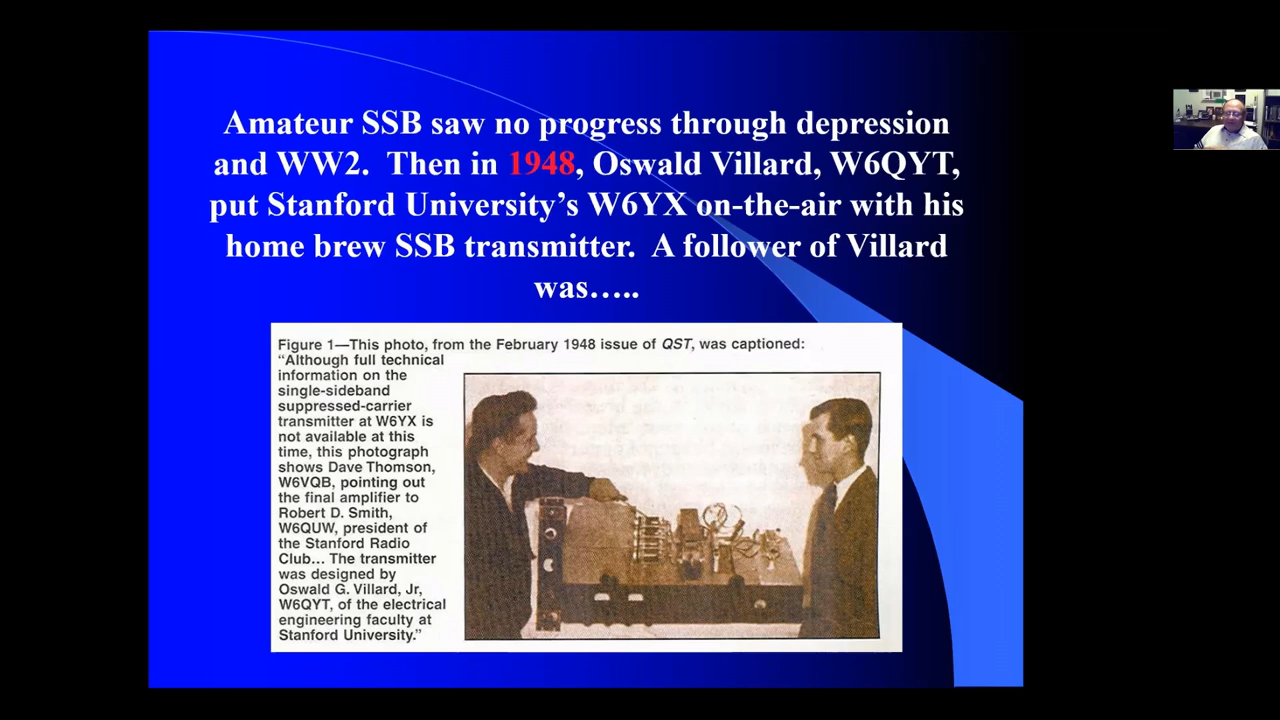 Amateur SSB saw no progress through depression
and WW2.  Then in 1948, Oswald Villard, W6QYT,
put Stanford University’s W6YX on-the-air with his
home brew SSB transmitter.  A follower of Villard
was…..
Figure 1—This photo, from the February 1948 issue of QST, was captioned:
“Although full technical
information on the
single-sideband
suppressed-carrier
transmitter at W6YX is
not available at this
time, this photograph
shows Dave Thomson,
W6VQB, pointing out
the final amplifier to
Robert D. Smith,
W6QUW, president of
the Stanford Radio
Club… The transmitter
was designed by
Oswald G. Villard, Jr,
W6QYT, of the electrical
engineering faculty at
Stanford University.”